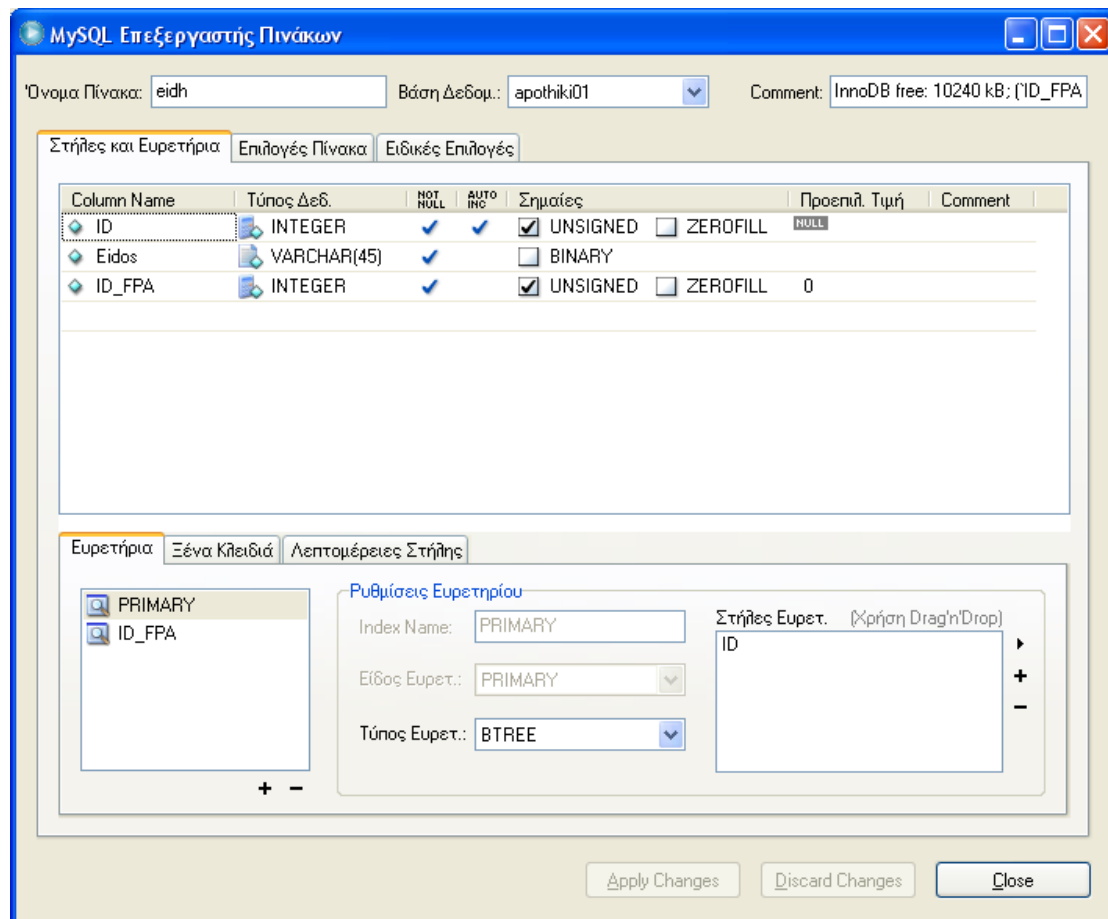 MySQL Επεξεργαστής Πινάκων
Όνομα Πίνακα: eidh Βάση Δεδομ.: apothiki01 Comment: InnoDB free: 10240 kB; (`ID_FPA
Στήλες και Ευρετήρια Επιλογές Πίνακα Ειδικές Επιλογές
Column Name Τύπος Δεδ. NOT NULL AUTO INC Σημαίες Προεπιλ. Τιμή Comment
ID INTEGER UNSIGNED ZEROFILL NULL
Eidos VARCHAR(45) BINARY
ID_FPA INTEGER UNSIGNED ZEROFILL 0
Ευρετήρια Ξένα Κλειδιά Λεπτομέρειες Στήλης
PRIMARY
ID_FPA
Ρυθμίσεις Ευρετηρίου
Index Name: PRIMARY
Είδος Ευρετ.: PRIMARY
Τύπος Ευρετ.: BTREE
Στήλες Ευρετ. (Χρήση Drag'n'Drop)
ID
Apply Changes Discard Changes Close